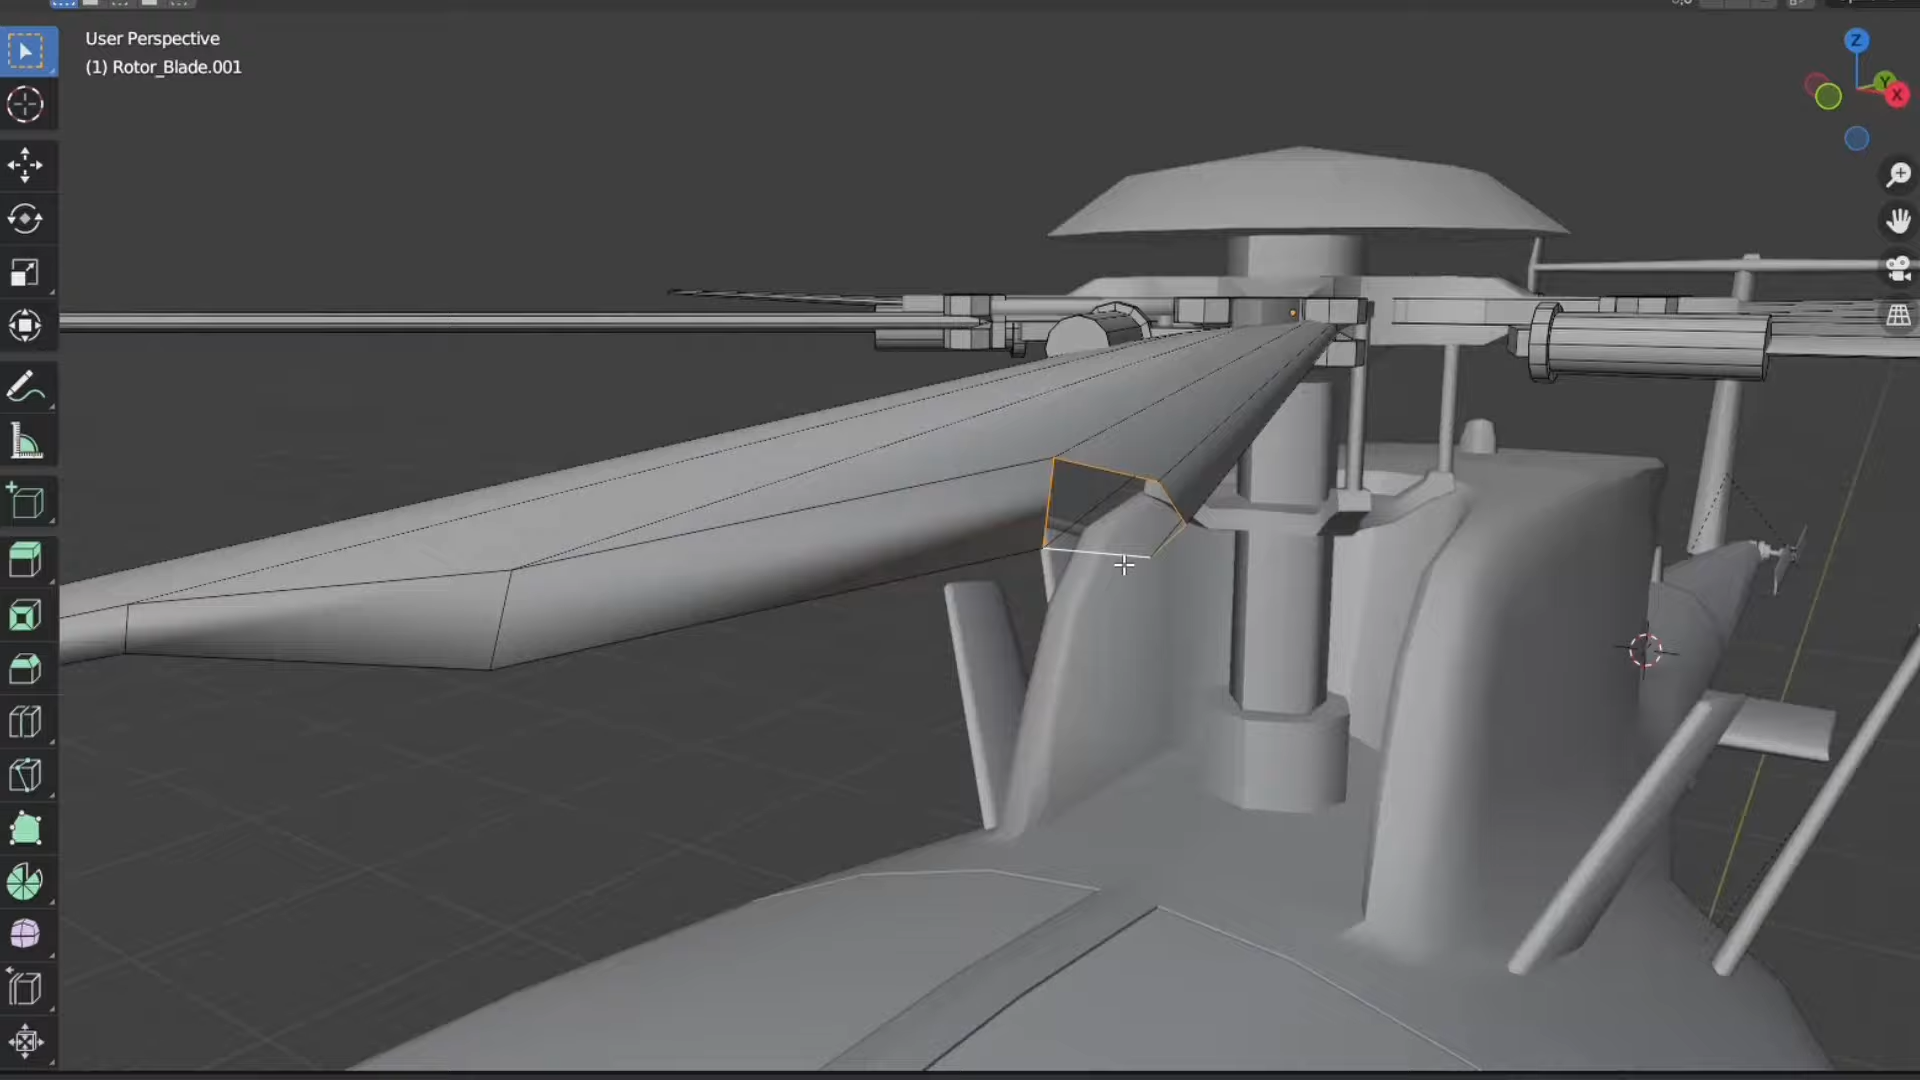 User Perspective
(1) Rotor_Blade.001
Z
Y
X